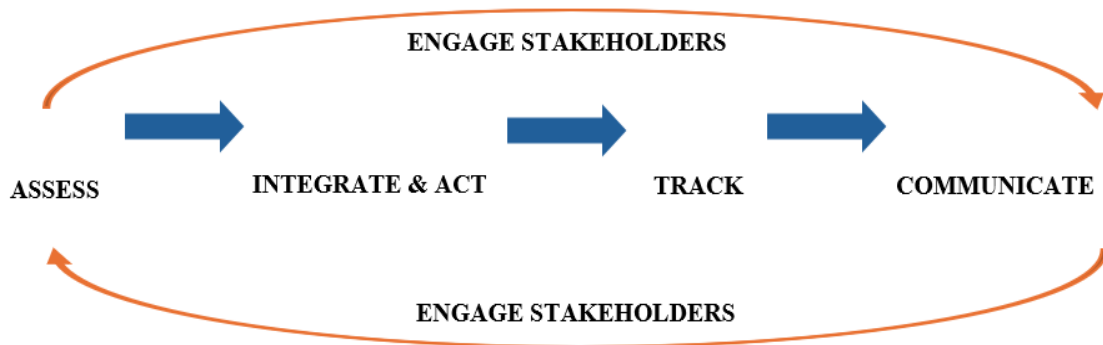 ENGAGE STAKEHOLDERS
ASSESS
INTEGRATE & ACT
TRACK
COMMUNICATE
ENGAGE STAKEHOLDERS